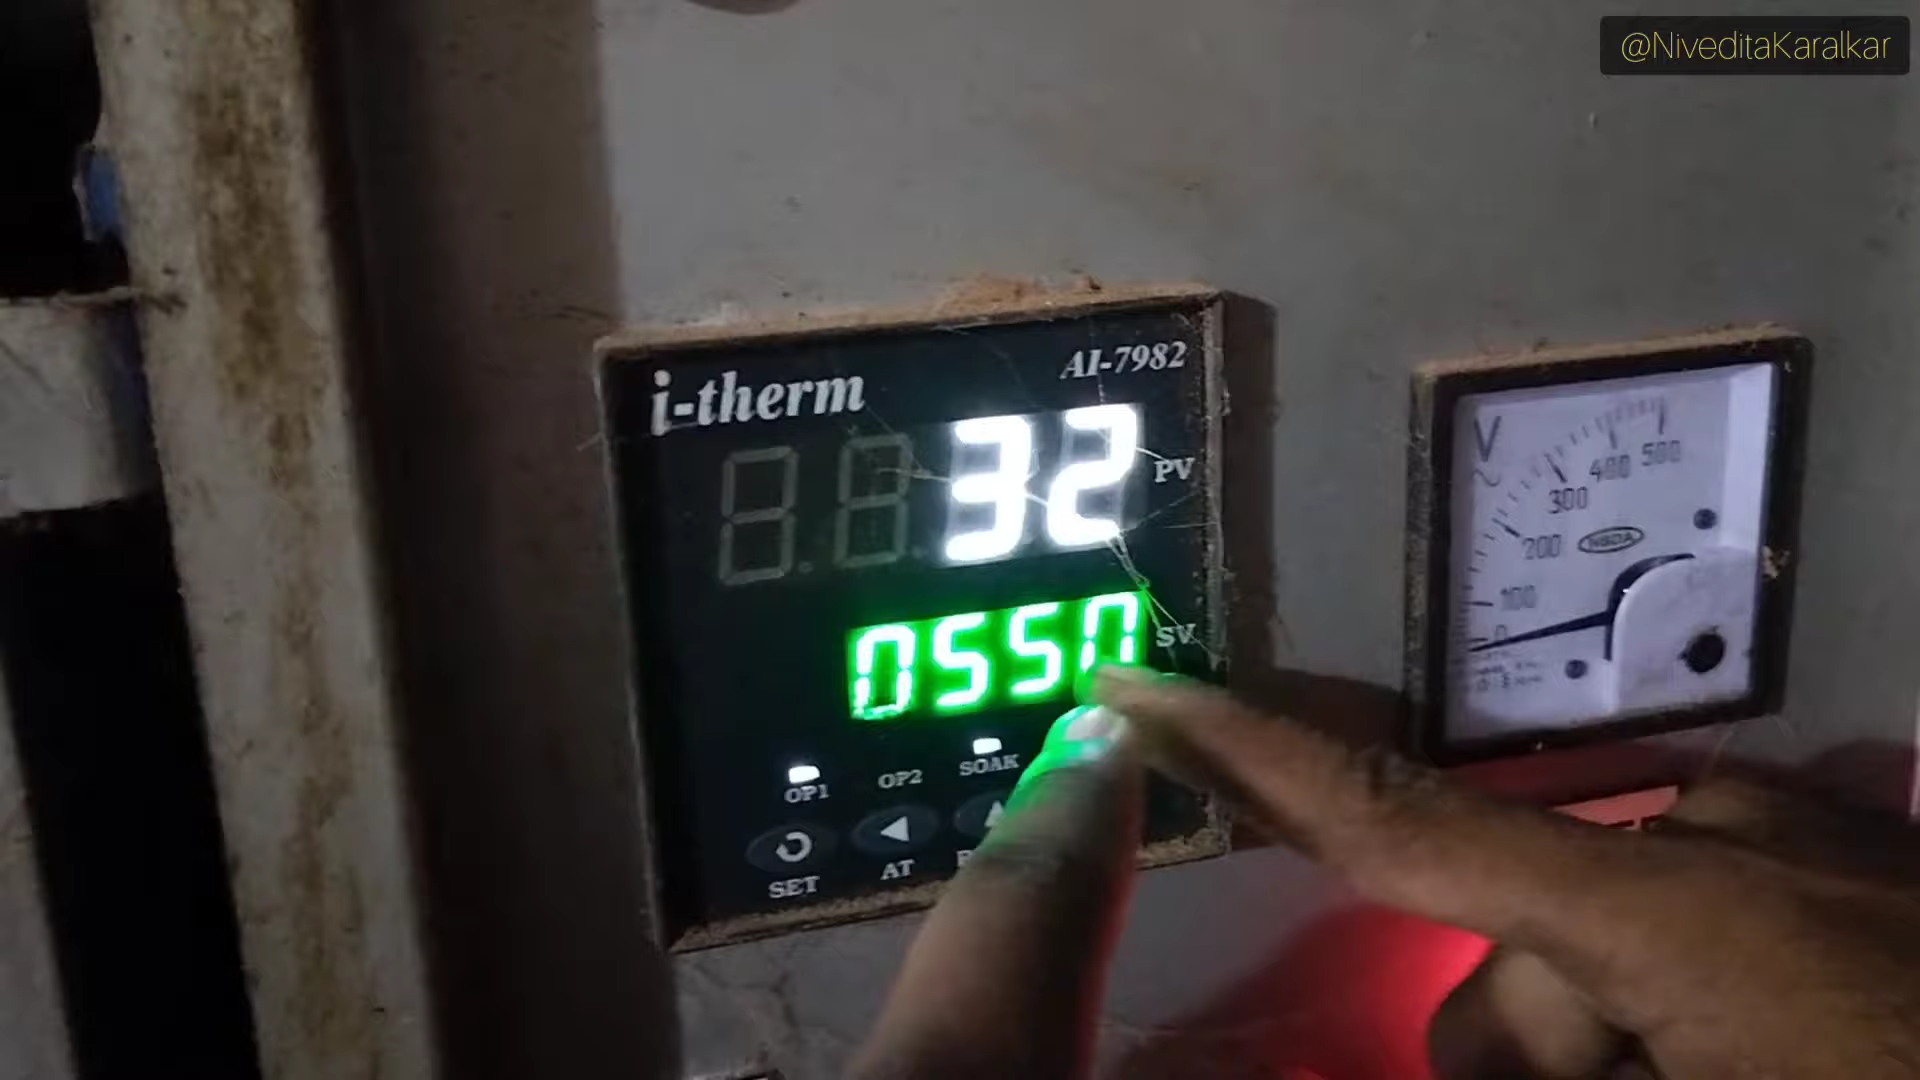 @NiveditaKaralkar
i-therm
AI-7982
32
PV
0550
SV
OP1
OP2
SOAK
SET
AT
V
500
400
300
200
100
0